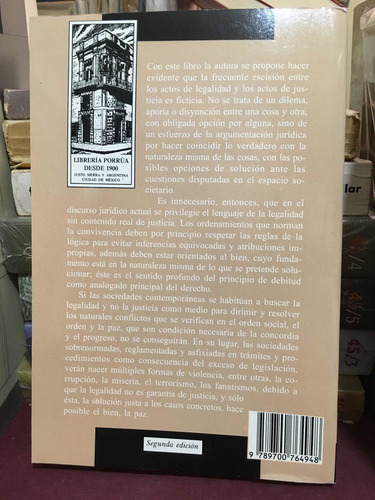 Con este libro la autora se propone hacer
evidente que la frecuente escisión entre
los actos de legalidad y los actos de jus-
ticia es ficticia. No se trata de un dilema,
aporía o disyunción entre una cosa y otra,
con obligada opción por alguna, sino de
un esfuerzo de la argumentación jurídica
por hacer coincidir lo verdadero con la
naturaleza misma de las cosas, con las po-
sibles opciones de solución ante las
cuestiones disputadas en el espacio so-
cietario.
LIBRERÍA PORRÚA
DESDE 1900
JUSTO SIERRA Y ARGENTINA
CIUDAD DE MÉXICO
Es innecesario, entonces, que en el
discurso jurídico actual se privilegie el lenguaje de la legalidad
sin contenido real de justicia. Los ordenamientos que norman
la convivencia deben por principio respetar las reglas de la
lógica para evitar inferencias equivocadas y atribuciones im-
propias, además deben estar orientados al bien, cuyo funda-
mento está en la naturaleza misma de lo que se pretende solu-
cionar; éste es el sentido profundo del principio de debitud
como analogado principal del derecho.
Si las sociedades contemporáneas se habitúan a buscar la
legalidad y no la justicia como medio para dirimir y resolver
los naturales conflictos que se verifican en el orden social, el
orden y la paz, que son condición necesaria de la concordia
y el progreso, no se conseguirán. En su lugar, las sociedades
sobrenormadas, reglamentadas y asfixiadas en trámites y pro-
cedimientos como consecuencia del exceso de legislación,
verán nacer múltiples formas de violencia, entre otras, la co-
rrupción, la miseria, el terrorismo, los fanatismos, debido a
que la legalidad no es garantía de justicia, y sólo
ésta, la solución justa a los casos concretos, hace
posible el bien, la paz.
Segunda edición
9 789700 764948
45/5
45/3